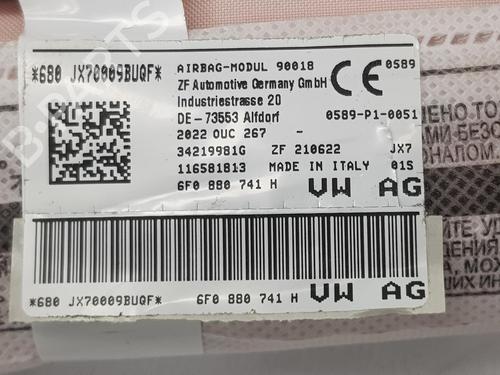 *680 JX70009BUQF*
AIRBAG-MODUL 90018
ZF Automotive Germany GmbH
Industriestrasse 20
DE-73553 Alfdorf
2022 OUC 267
34219981G ZF 210622 JX7
116581813 MADE IN ITALY 01S
6F0 880 741 H VW AG
CE 0589
0589-P1-0051
*680 JX70009BUQF* 6F0 880 741 H VW AG
B-PARTS